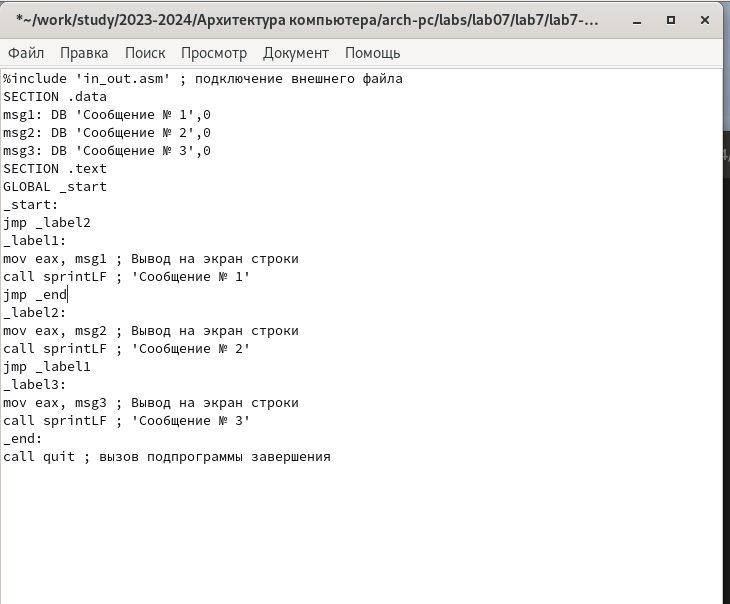 *~/work/study/2023-2024/Архитектура компьютера/arch-pc/labs/lab07/lab7/lab7-...
Файл Правка Поиск Просмотр Документ Помощь
%include 'in_out.asm' ; подключение внешнего файла
SECTION .data
msg1: DB 'Сообщение № 1',0
msg2: DB 'Сообщение № 2',0
msg3: DB 'Сообщение № 3',0
SECTION .text
GLOBAL _start
_start:
jmp _label2
_label1:
mov eax, msg1 ; Вывод на экран строки
call sprintLF ; 'Сообщение № 1'
jmp _end
_label2:
mov eax, msg2 ; Вывод на экран строки
call sprintLF ; 'Сообщение № 2'
jmp _label1
_label3:
mov eax, msg3 ; Вывод на экран строки
call sprintLF ; 'Сообщение № 3'
_end:
call quit ; вызов подпрограммы завершения